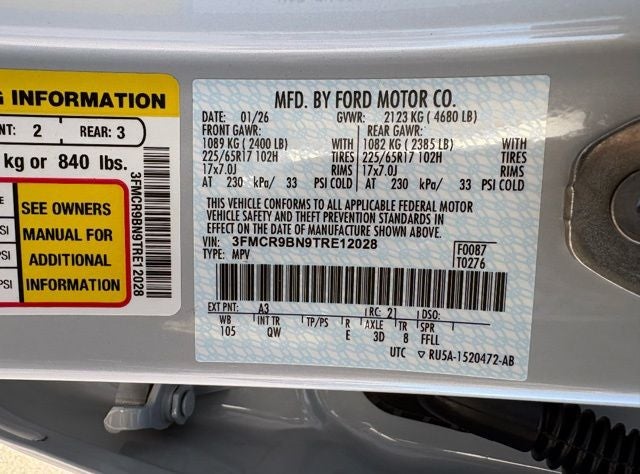 G INFORMATION
NT: 2 REAR: 3
kg or 840 lbs.
SEE OWNERS
MANUAL FOR
ADDITIONAL
INFORMATION
3FMCR9BN9TRE12028
MFD. BY FORD MOTOR CO.
DATE: 01/26 GVWR: 2123 KG ( 4680 LB)
FRONT GAWR: REAR GAWR:
1089 KG ( 2400 LB) WITH 1082 KG ( 2385 LB) WITH
225/65R17 102H TIRES 225/65R17 102H TIRES
17x7.0J RIMS 17x7.0J RIMS
AT 230 kPa/ 33 PSI COLD AT 230 kPa/ 33 PSI COLD
THIS VEHICLE CONFORMS TO ALL APPLICABLE FEDERAL MOTOR
VEHICLE SAFETY AND THEFT PREVENTION STANDARDS IN
EFFECT ON THE DATE OF MANUFACTURE SHOWN ABOVE.
VIN: 3FMCR9BN9TRE12028
TYPE: MPV
F0087
T0276
EXT PNT: A3 RC: 21 DSO:
WB INT TR TP/PS R AXLE TR SPR
105 QW E 3D 8 FFLL
UTC ▽ RU5A-1520472-AB